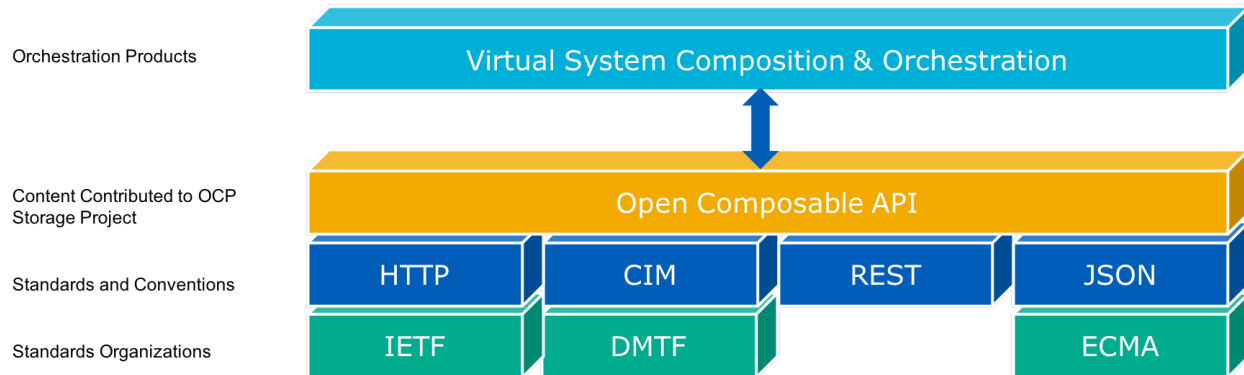 Orchestration Products
Virtual System Composition & Orchestration
Content Contributed to OCP
Storage Project
Open Composable API
Standards and Conventions
HTTP
CIM
REST
JSON
Standards Organizations
IETF
DMTF
ECMA